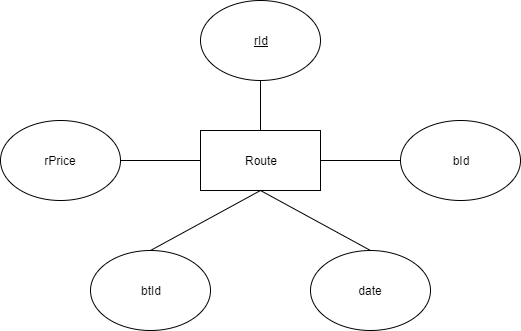 rId
rPrice
Route
bId
btId
date